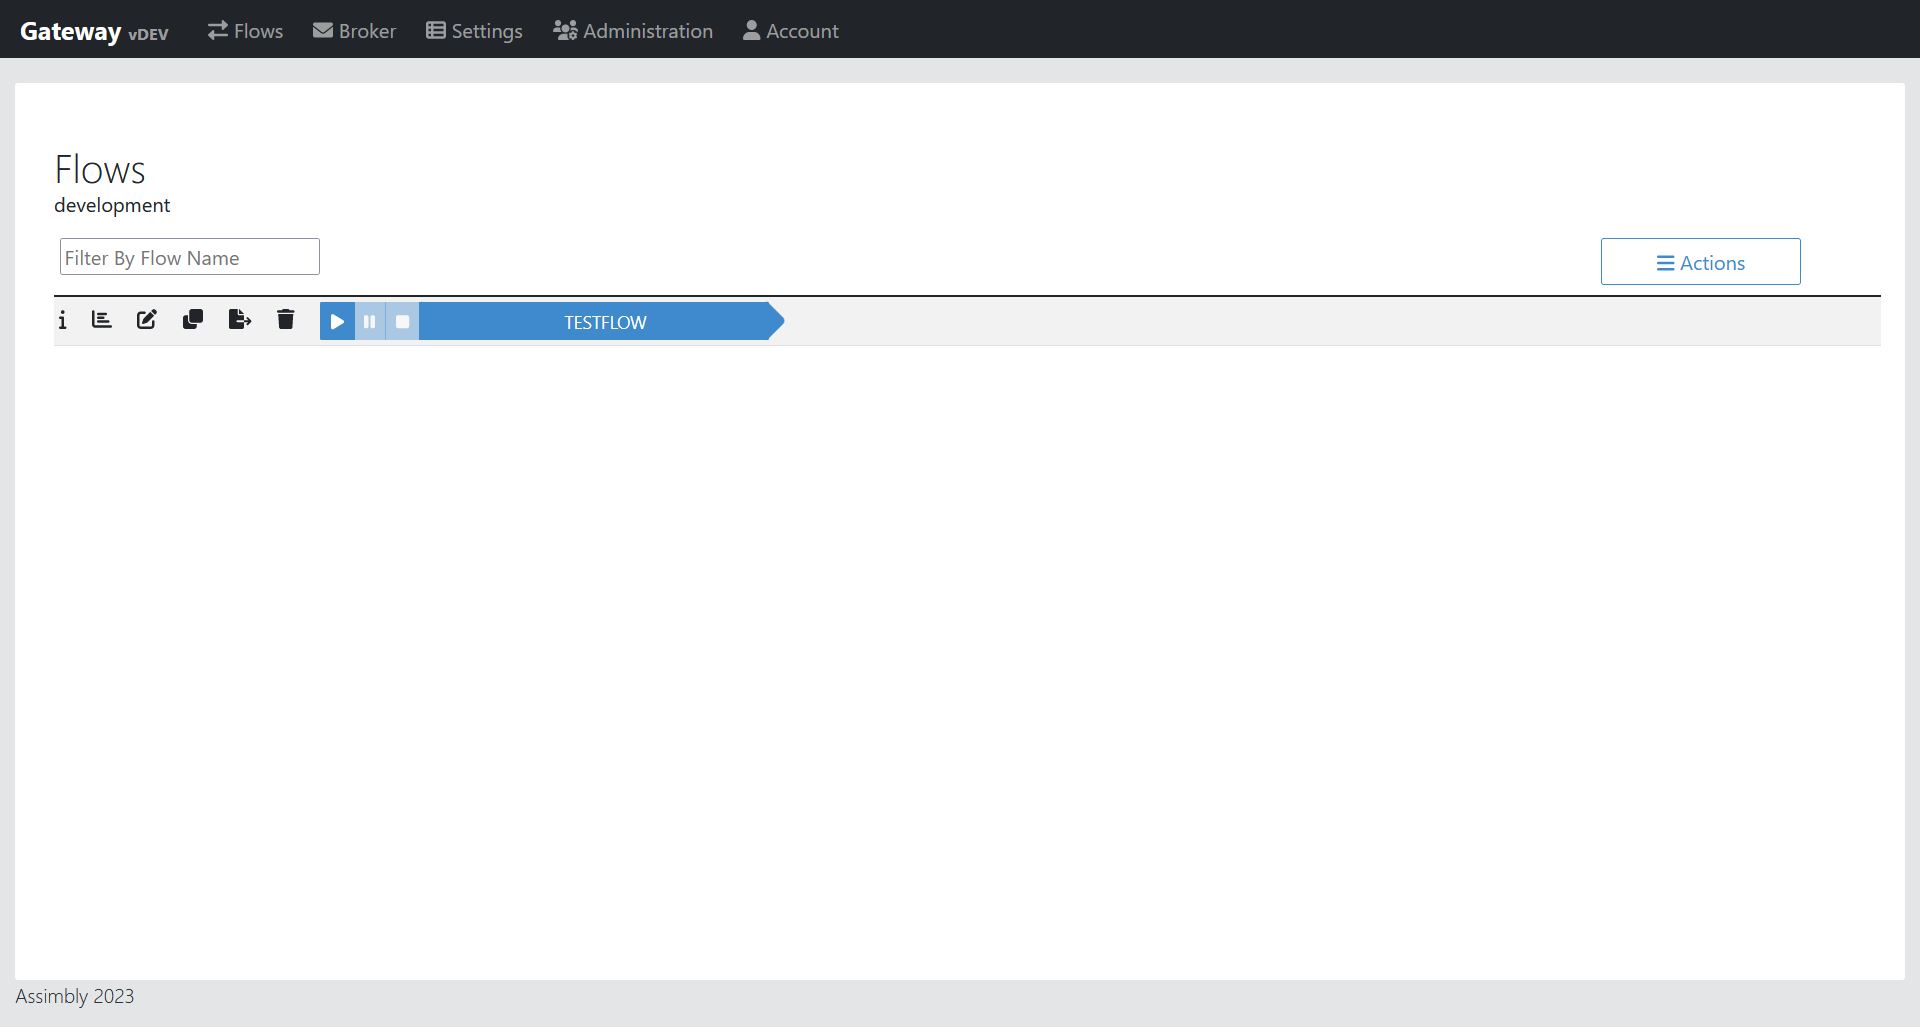 Gateway vDEV Flows Broker Settings Administration Account
Flows
development
Filter By Flow Name
Actions
TESTFLOW
Assimbly 2023